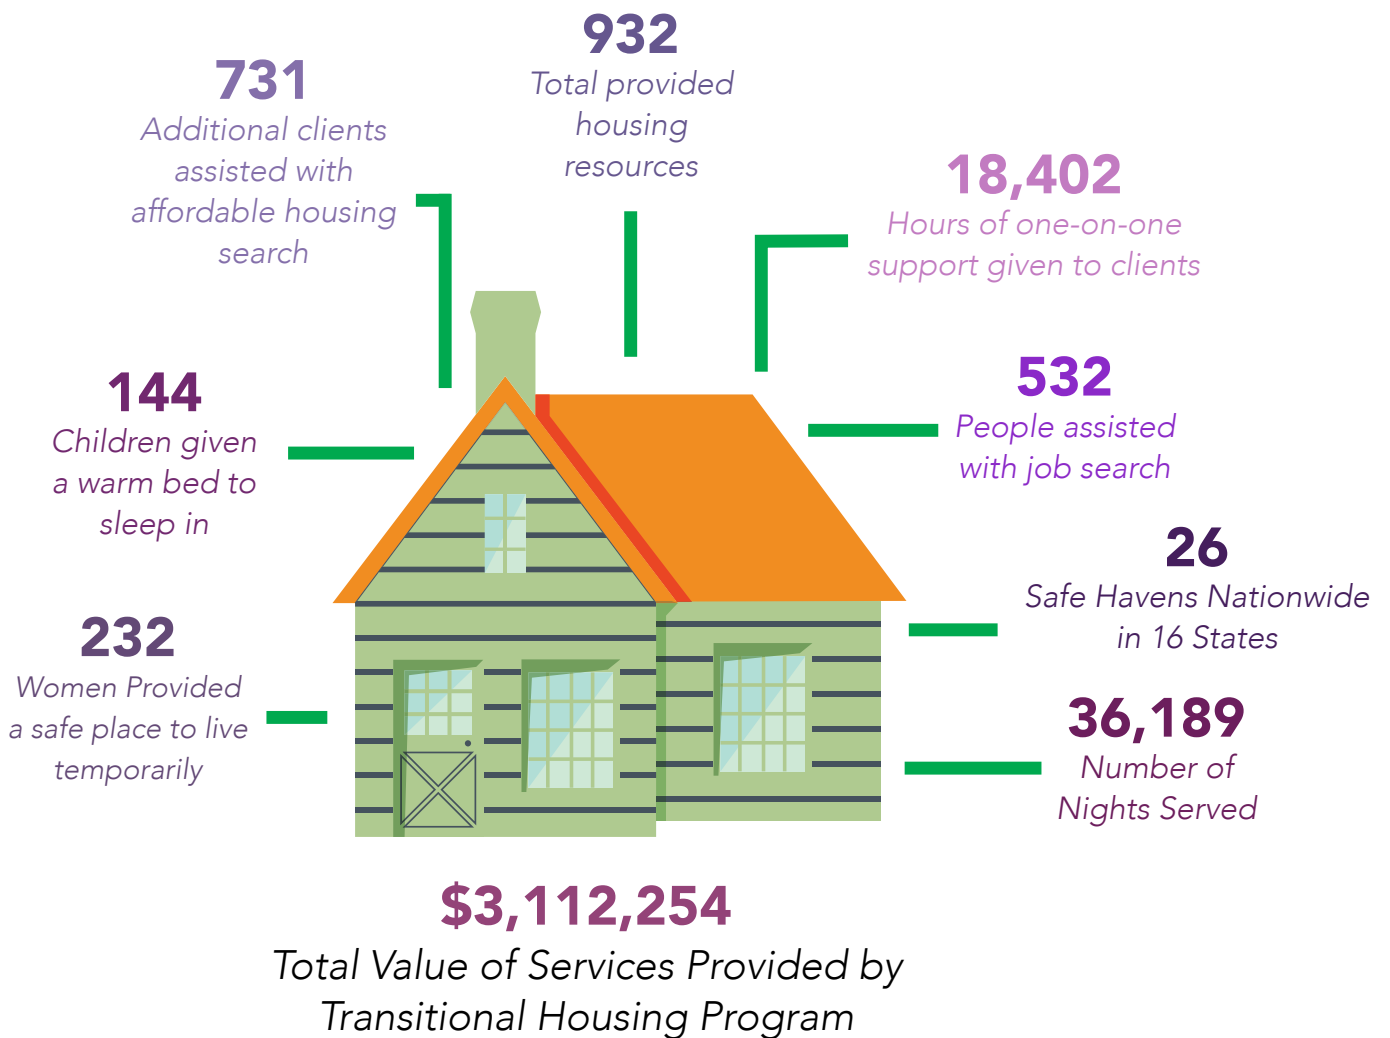 932
Total provided
housing
resources
731
Additional clients
assisted with
affordable housing
search
18,402
Hours of one-on-one
support given to clients
144
Children given
a warm bed to
sleep in
532
People assisted
with job search
26
Safe Havens Nationwide
in 16 States
232
Women Provided
a safe place to live
temporarily
36,189
Number of
Nights Served
$3,112,254
Total Value of Services Provided by
Transitional Housing Program